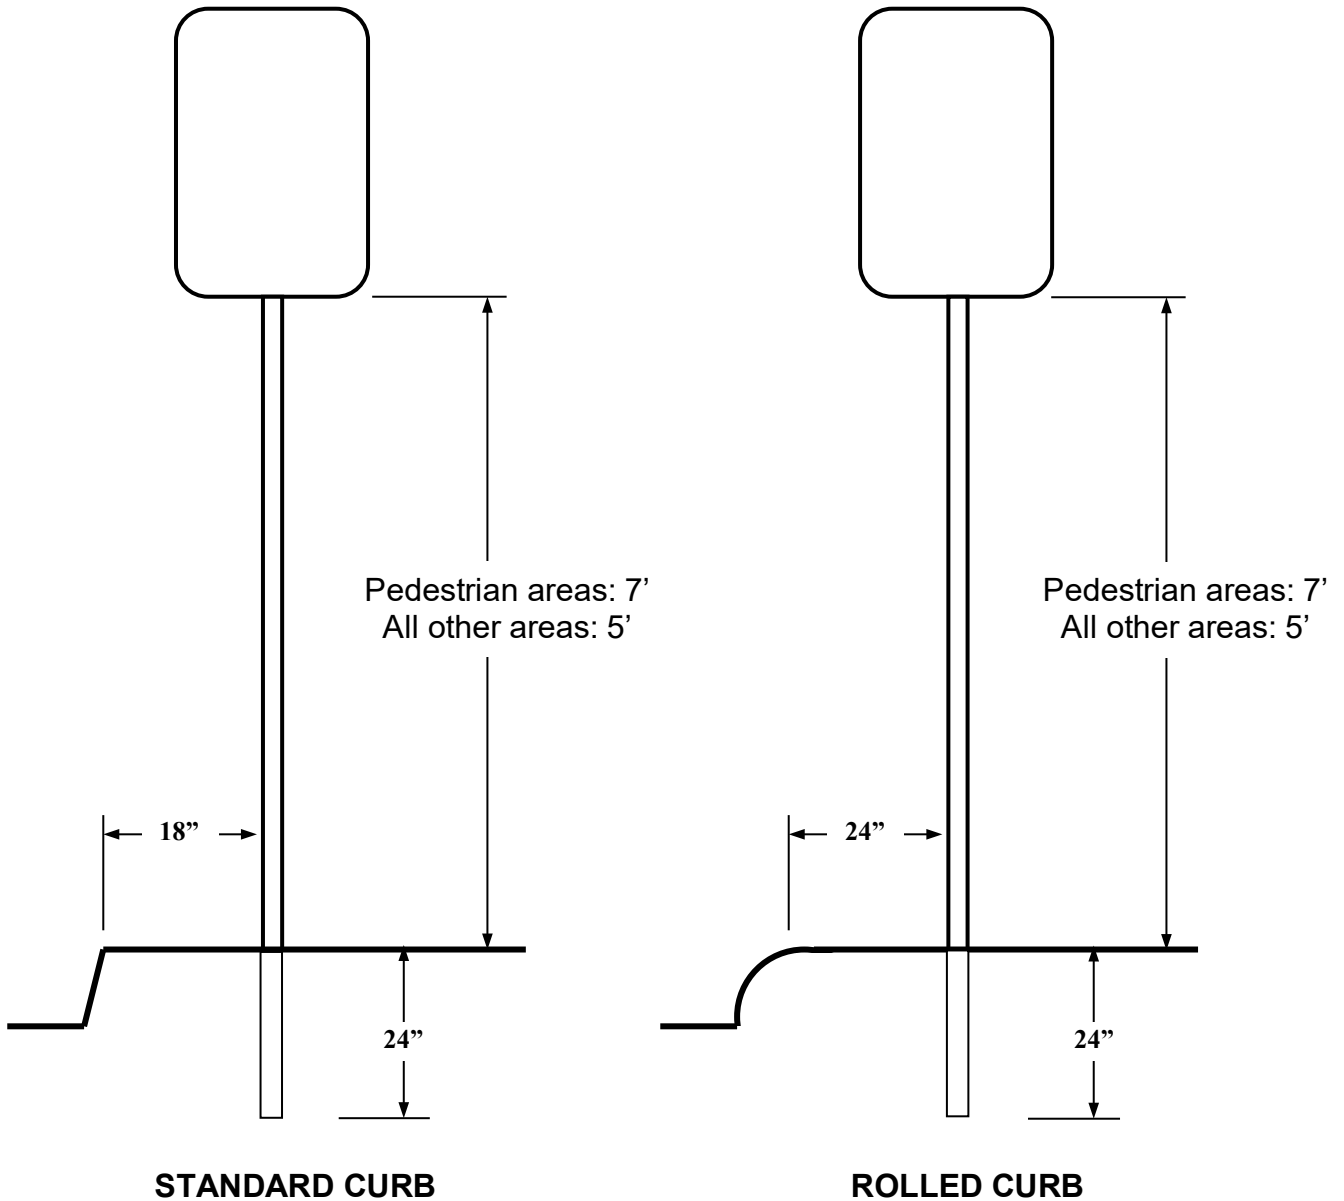 Pedestrian areas: 7’
All other areas: 5’
18”
24”
STANDARD CURB
Pedestrian areas: 7’
All other areas: 5’
24”
24”
ROLLED CURB